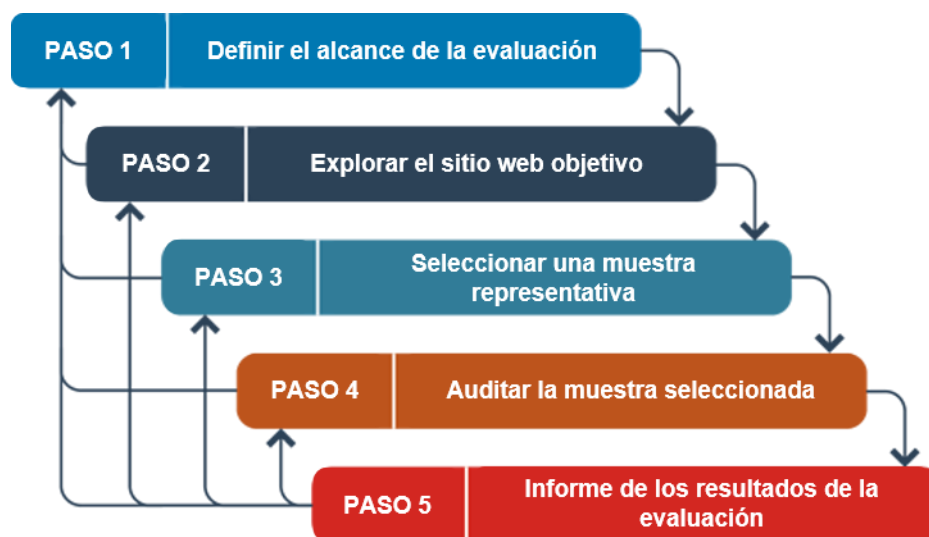 PASO 1
Definir el alcance de la evaluación
PASO 2
Explorar el sitio web objetivo
PASO 3
Seleccionar una muestra
representativa
PASO 4
Auditar la muestra seleccionada
PASO 5
Informe de los resultados de la
evaluación